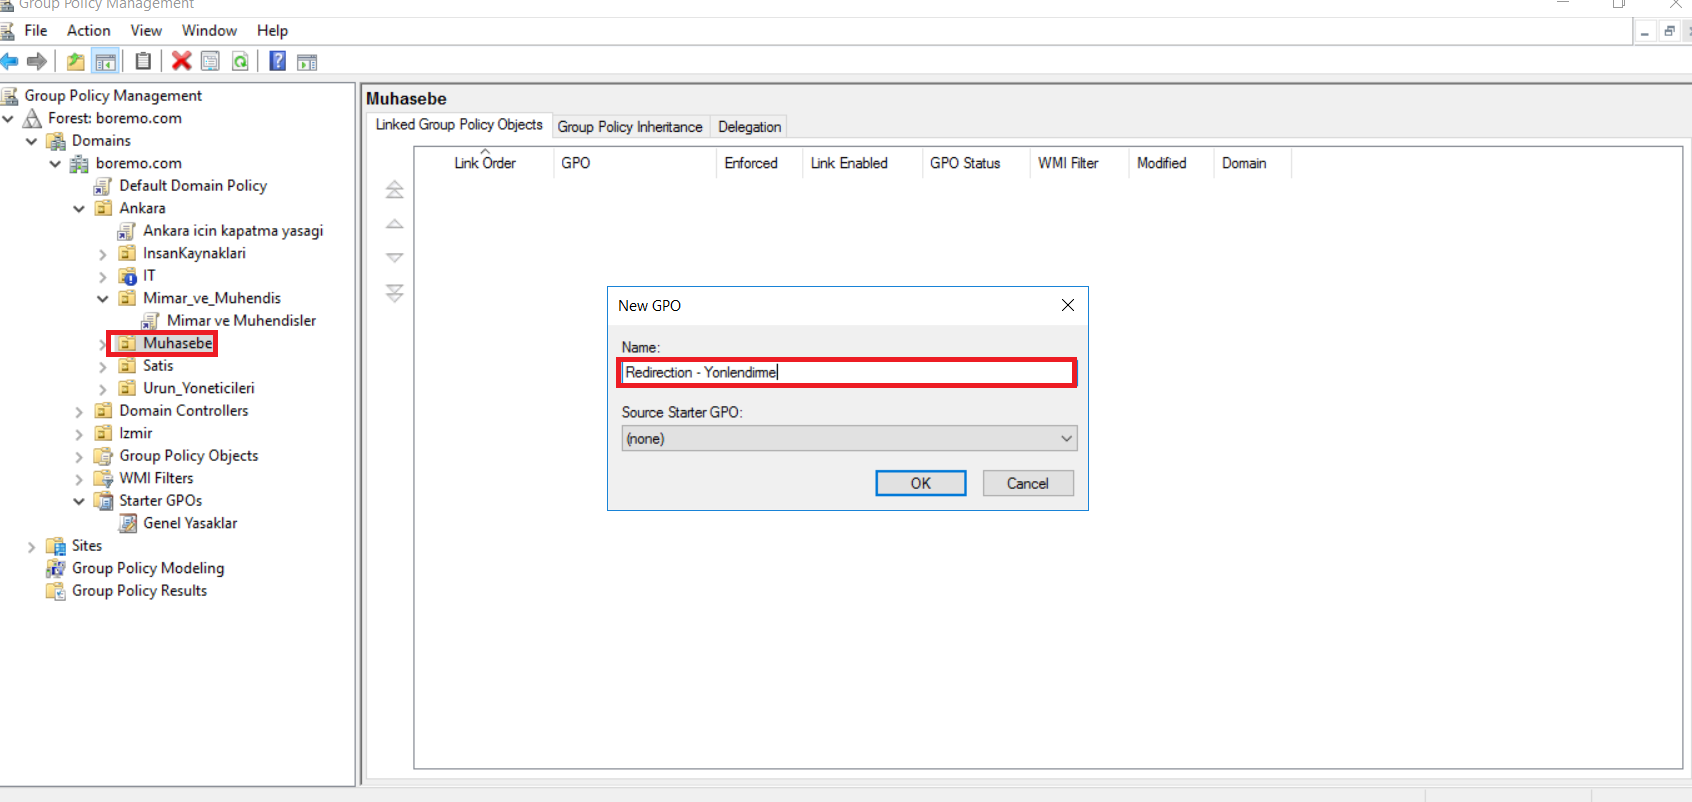 Group Policy Management
File Action View Window Help
Group Policy Management
Forest: boremo.com
Domains
boremo.com
Default Domain Policy
Ankara
Ankara icin kapatma yasagi
InsanKaynaklari
IT
Mimar_ve_Muhendis
Mimar ve Muhendisler
Muhasebe
Satis
Urun_Yoneticileri
Domain Controllers
Izmir
Group Policy Objects
WMI Filters
Starter GPOs
Genel Yasaklar
Sites
Group Policy Modeling
Group Policy Results
Muhasebe
Linked Group Policy Objects Group Policy Inheritance Delegation
Link Order GPO Enforced Link Enabled GPO Status WMI Filter Modified Domain
New GPO
Name:
Redirection - Yonlendirme
Source Starter GPO:
(none)
OK Cancel